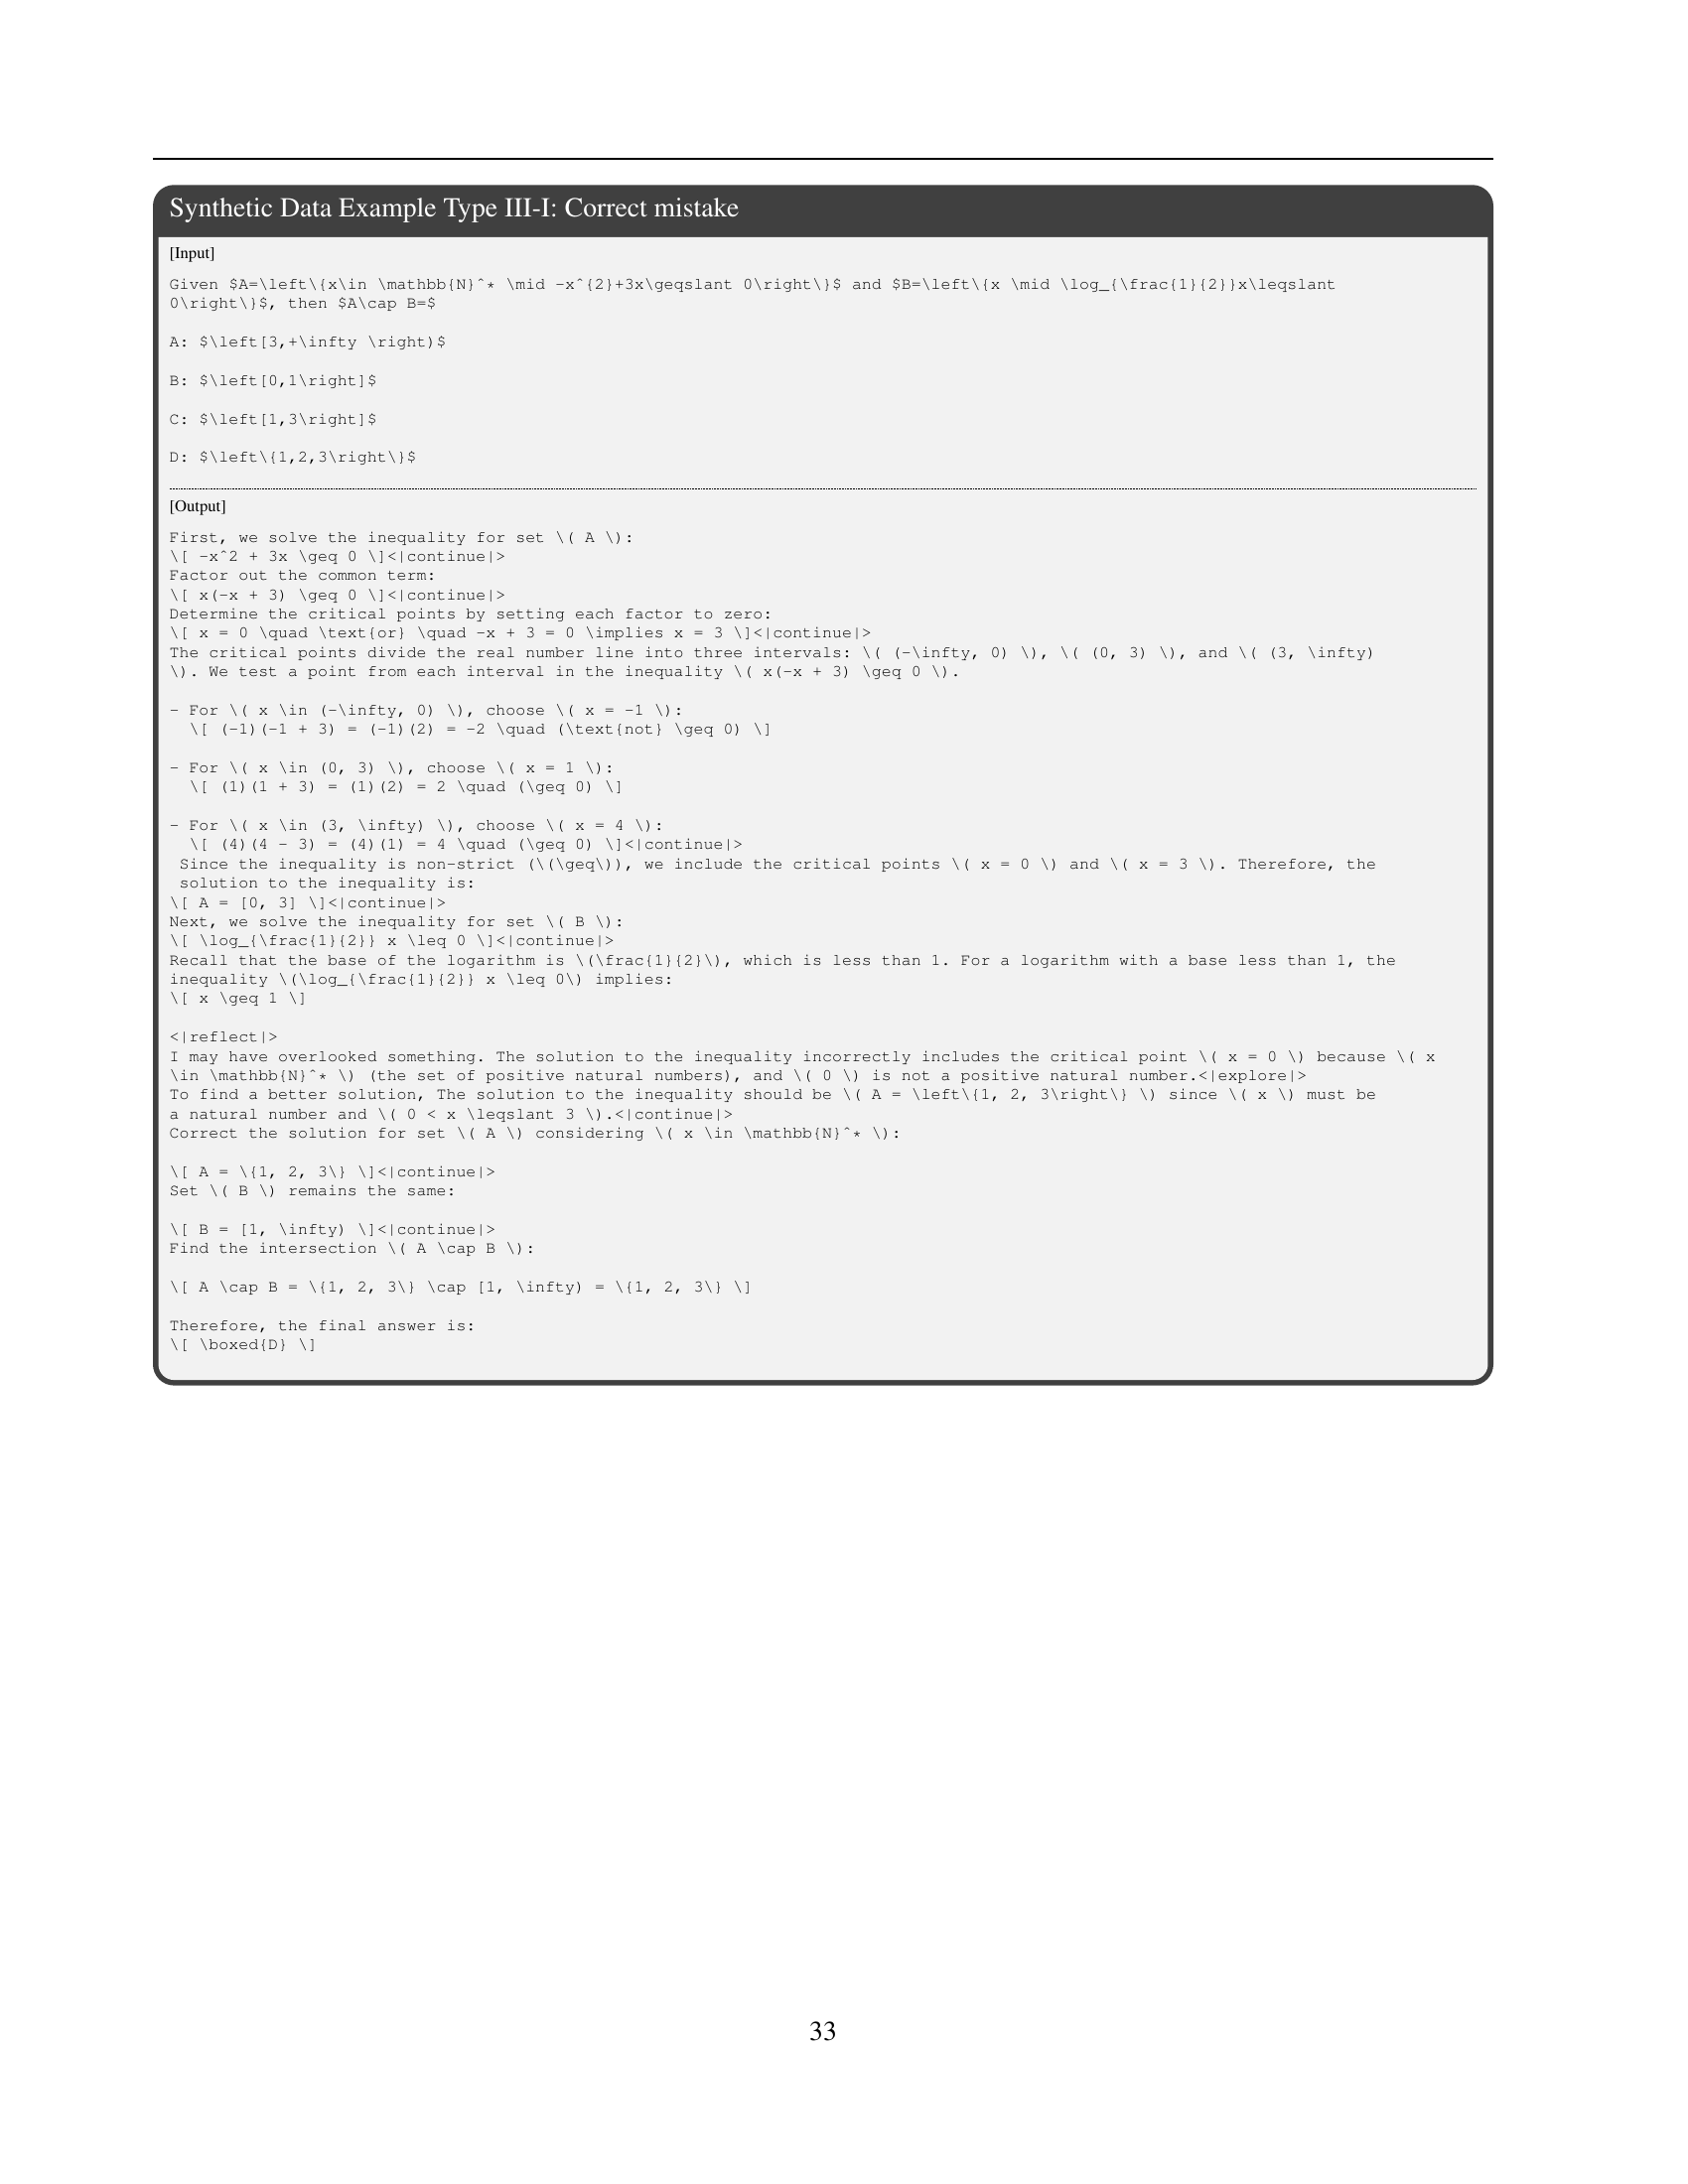 Synthetic Data Example Type III-I: Correct mistake
[Input]
Given $A=\left\{x\in \mathbb{N}^* \mid -x^{2}+3x\geqslant 0\right\}$ and $B=\left\{x \mid \log_{\frac{1}{2}}x\leqslant
0\right\}$, then $A\cap B=$
A: $\left[3,+\infty \right)$
B: $\left[0,1\right]$
C: $\left[1,3\right]$
D: $\left\{1,2,3\right\}$
[Output]
First, we solve the inequality for set \( A \):
\[ -x^2 + 3x \geq 0 \]<|continue|>
Factor out the common term:
\[ x(-x + 3) \geq 0 \]<|continue|>
Determine the critical points by setting each factor to zero:
\[ x = 0 \quad \text{or} \quad -x + 3 = 0 \implies x = 3 \]<|continue|>
The critical points divide the real number line into three intervals: \( (-\infty, 0) \), \( (0, 3) \), and \( (3, \infty)
\). We test a point from each interval in the inequality \( x(-x + 3) \geq 0 \).
- For \( x \in (-\infty, 0) \), choose \( x = -1 \):
\[ (-1)(-1 + 3) = (-1)(2) = -2 \quad (\text{not} \geq 0) \]
- For \( x \in (0, 3) \), choose \( x = 1 \):
\[ (1)(1 + 3) = (1)(2) = 2 \quad (\geq 0) \]
- For \( x \in (3, \infty) \), choose \( x = 4 \):
\[ (4)(4 - 3) = (4)(1) = 4 \quad (\geq 0) \]<|continue|>
Since the inequality is non-strict (\(\geq\)), we include the critical points \( x = 0 \) and \( x = 3 \). Therefore, the
solution to the inequality is:
\[ A = [0, 3] \]<|continue|>
Next, we solve the inequality for set \( B \):
\[ \log_{\frac{1}{2}} x \leq 0 \]<|continue|>
Recall that the base of the logarithm is \(\frac{1}{2}\), which is less than 1. For a logarithm with a base less than 1, the
inequality \(\log_{\frac{1}{2}} x \leq 0\) implies:
\[ x \geq 1 \]
<|reflect|>
I may have overlooked something. The solution to the inequality incorrectly includes the critical point \( x = 0 \) because \( x
\in \mathbb{N}^* \) (the set of positive natural numbers), and \( 0 \) is not a positive natural number.<|explore|>
To find a better solution, The solution to the inequality should be \( A = \left\{1, 2, 3\right\} \) since \( x \) must be
a natural number and \( 0 < x \leqslant 3 \).<|continue|>
Correct the solution for set \( A \) considering \( x \in \mathbb{N}^* \):
\[ A = \{1, 2, 3\} \]<|continue|>
Set \( B \) remains the same:
\[ B = [1, \infty) \]<|continue|>
Find the intersection \( A \cap B \):
\[ A \cap B = \{1, 2, 3\} \cap [1, \infty) = \{1, 2, 3\} \]
Therefore, the final answer is:
\[ \boxed{D} \]
33